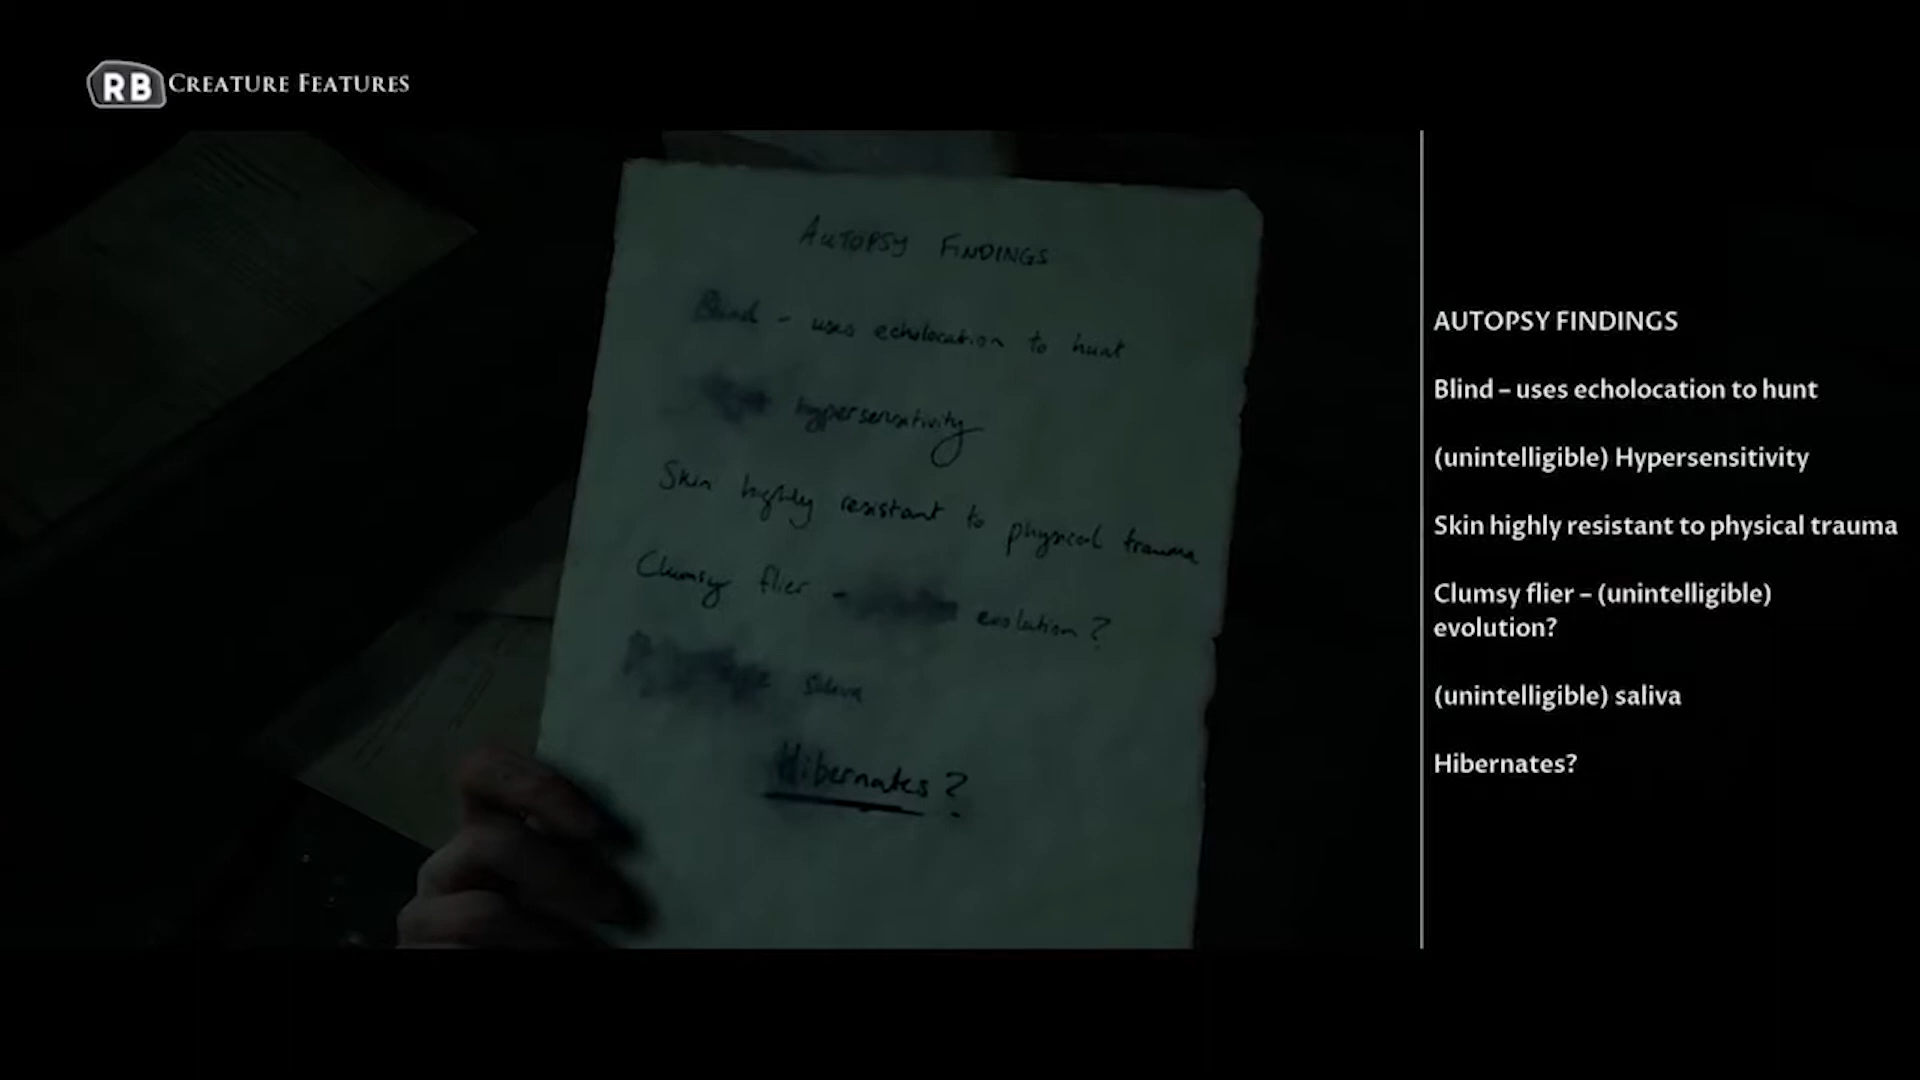 RB CREATURE FEATURES
AUTOPSY FINDINGS
Blind - uses echolocation to hunt
hypersensitivity
Skin highly resistant to physical trauma
Clumsy flier - evolution?
saliva
Hibernates?
AUTOPSY FINDINGS
Blind – uses echolocation to hunt
(unintelligible) Hypersensitivity
Skin highly resistant to physical trauma
Clumsy flier – (unintelligible)
evolution?
(unintelligible) saliva
Hibernates?